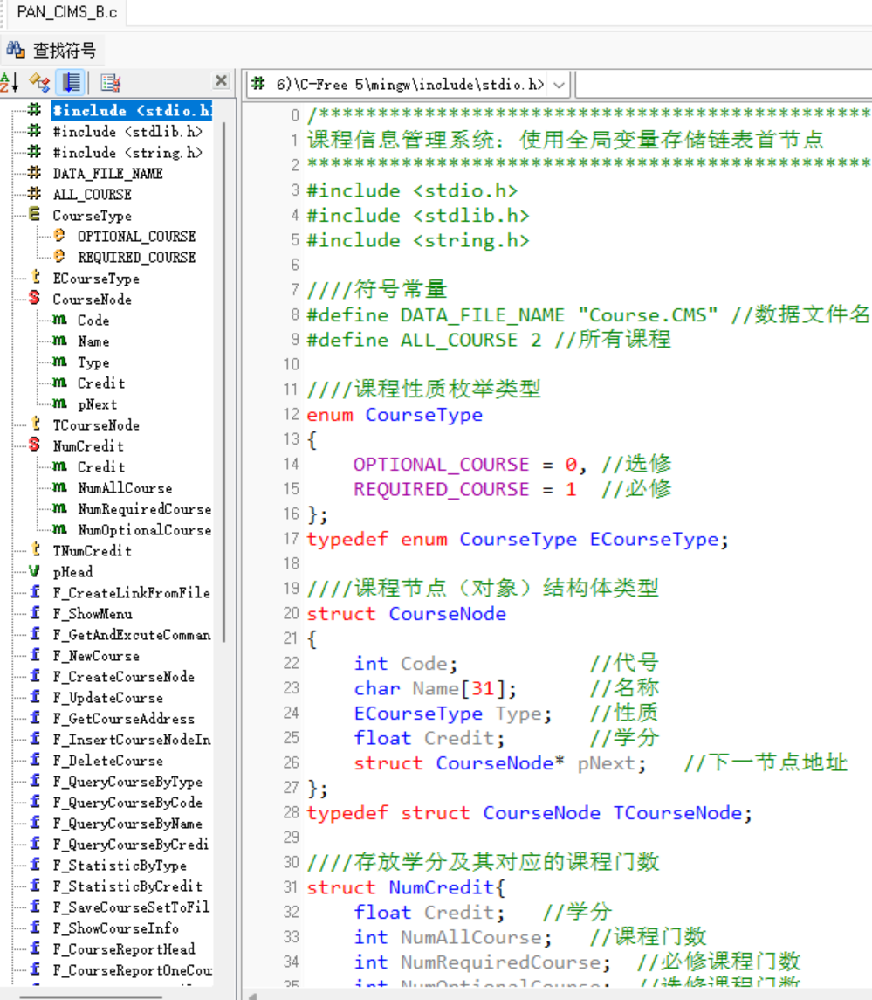 PAN_CIMS_B.c
查找符号
#include <stdio.h
#include <stdlib.h>
#include <string.h>
DATA_FILE_NAME
ALL_COURSE
CourseType
OPTIONAL_COURSE
REQUIRED_COURSE
ECourseType
CourseNode
Code
Name
Type
Credit
pNext
TCourseNode
NumCredit
Credit
NumAllCourse
NumRequiredCourse
NumOptionalCourse
TNumCredit
pHead
F_CreateLinkFromFile
F_ShowMenu
F_GetAndExcuteComman
F_NewCourse
F_CreateCourseNode
F_UpdateCourse
F_GetCourseAddress
F_InsertCourseNodeIn
F_DeleteCourse
F_QueryCourseByType
F_QueryCourseByCode
F_QueryCourseByName
F_QueryCourseByCredi
F_StatisticByType
F_StatisticByCredit
F_SaveCourseSetToFil
F_ShowCourseInfo
F_CourseReportHead
F_CourseReportOneCou
6)\C-Free 5\mingw\include\stdio.h>
0 /************************************************
1 课程信息管理系统: 使用全局变量存储链表首节点
2 ************************************************
3 #include <stdio.h>
4 #include <stdlib.h>
5 #include <string.h>
6
7 ////符号常量
8 #define DATA_FILE_NAME "Course.CMS" //数据文件名
9 #define ALL_COURSE 2 //所有课程
10
11 ////课程性质枚举类型
12 enum CourseType
13 {
14 OPTIONAL_COURSE = 0, //选修
15 REQUIRED_COURSE = 1 //必修
16 };
17 typedef enum CourseType ECourseType;
18
19 ////课程节点（对象）结构体类型
20 struct CourseNode
21 {
22 int Code; //代号
23 char Name[31]; //名称
24 ECourseType Type; //性质
25 float Credit; //学分
26 struct CourseNode* pNext; //下一节点地址
27 };
28 typedef struct CourseNode TCourseNode;
29
30 ////存放学分及其对应的课程门数
31 struct NumCredit{
32 float Credit; //学分
33 int NumAllCourse; //课程门数
34 int NumRequiredCourse; //必修课程门数
35 int NumOptionalCourse; //选修课程门数